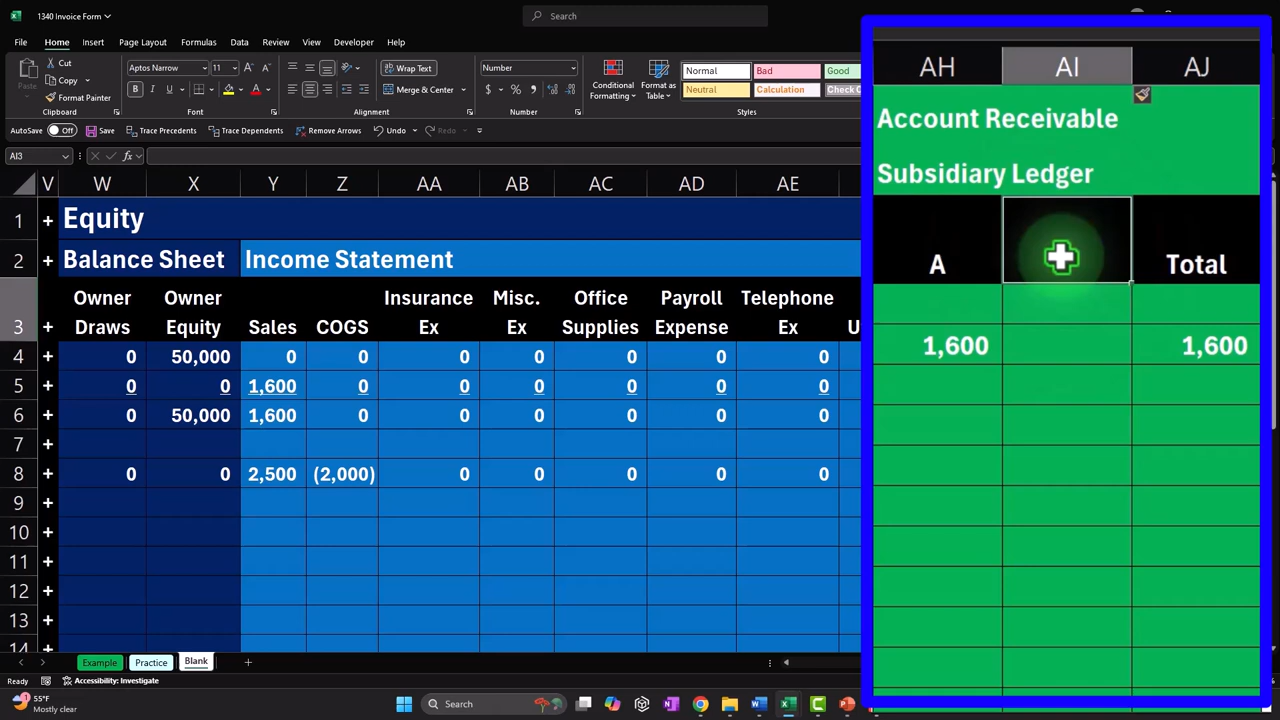 1340 Invoice Form
Search
File Home Insert Page Layout Formulas Data Review View Developer Help
Paste Cut Copy Format Painter Clipboard
Aptos Narrow 11 Font
Wrap Text Merge & Center Alignment
Number Number
Conditional Formatting Format as Table
Normal Bad Good
Neutral Calculation
Styles
AutoSave Off Save Trace Precedents Trace Dependents Remove Arrows Undo Redo
AI3 fx
V W X Y Z AA AB AC AD AE
1 + Equity
2 + Balance Sheet Income Statement
Owner Owner Insurance Misc. Office Payroll Telephone
3 + Draws Equity Sales COGS Ex Ex Supplies Expense Ex
4 + 0 50,000 0 0 0 0 0 0 0
5 + 0 0 1,600 0 0 0 0 0 0
6 + 0 50,000 1,600 0 0 0 0 0 0
7 +
8 + 0 0 2,500 (2,000) 0 0 0 0 0
9 +
10 +
11 +
12 +
13 +
14 +
AH AI AJ
Account Receivable
Subsidiary Ledger
A Total
1,600 1,600
Example Practice Blank
Ready Accessibility: Investigate
1 55°F
Mostly clear
Search